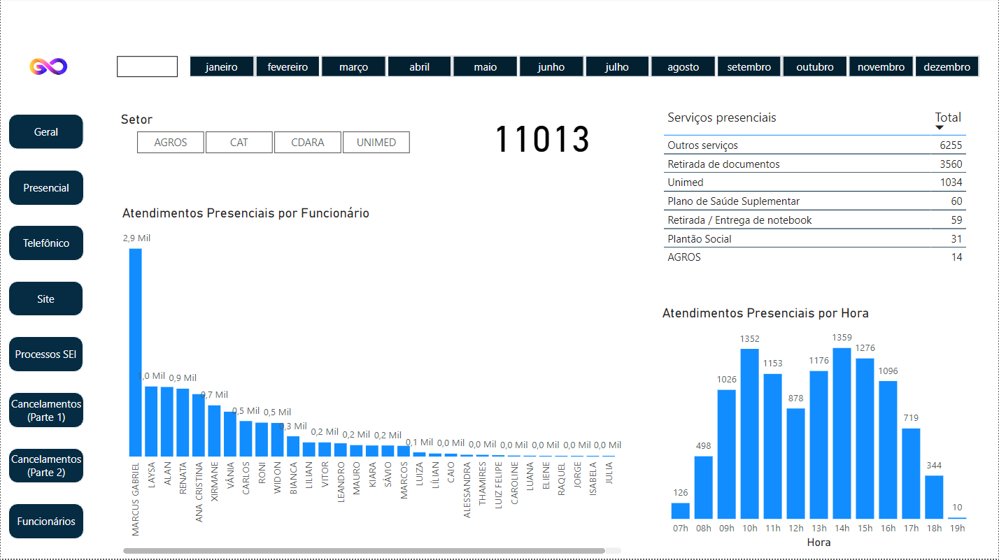 janeiro fevereiro março abril maio junho julho agosto setembro outubro novembro dezembro
Geral
Presencial
Telefônico
Site
Processos SEI
Cancelamentos
(Parte 1)
Cancelamentos
(Parte 2)
Funcionários
Setor
AGROS CAT CDARA UNIMED
11013
Serviços presenciais Total
Outros serviços 6255
Retirada de documentos 3560
Unimed 1034
Plano de Saúde Suplementar 60
Retirada / Entrega de notebook 59
Plantão Social 31
AGROS 14
Atendimentos Presenciais por Funcionário
2,9 Mil
1,0 Mil 0,9 Mil
0,7 Mil
0,5 Mil 0,5 Mil
0,3 Mil
0,2 Mil
0,2 Mil 0,2 Mil
0,1 Mil 0,0 Mil 0,0 Mil 0,0 Mil 0,0 Mil 0,0 Mil 0,0 Mil
MARCUS GABRIEL
LAYSA
ALAN
RENATA
ANA CRISTINA
XIRMANE
VÂNIA
CARLOS
RONI
WIDON
BIANCA
LILIAN
VITOR
LEANDRO
MAURO
KIARA
SÁVIO
MARCOS
LUIZA
LÍLIAN
CAIO
ALESSANDRA
THAMIRES
LUIZ FELIPE
CAROLINE
LUANA
ELIENE
RAQUEL
JORGE
ISABELA
JULIA
Atendimentos Presenciais por Hora
126 498 1026 1352 1153 878 1176 1359 1276 1096 719 344 10
07h 08h 09h 10h 11h 12h 13h 14h 15h 16h 17h 18h 19h
Hora